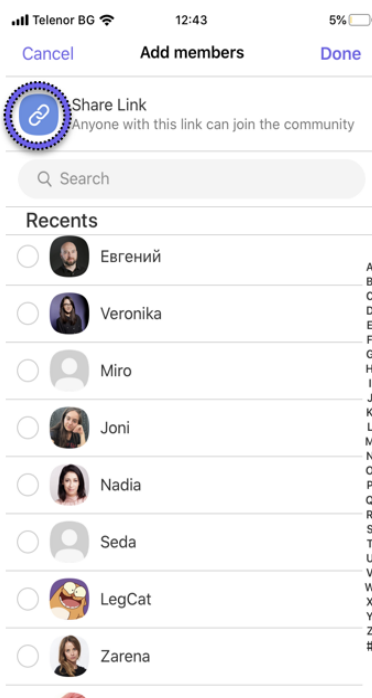 Telenor BG 12:43 5%
Cancel Add members Done
Share Link
Anyone with this link can join the community
Search
Recents
Евгений
Veronika
Miro
Joni
Nadia
Seda
LegCat
Zarena
A
B
C
D
E
F
G
H
I
J
K
L
M
N
O
P
Q
R
S
T
U
V
W
X
Y
Z
#